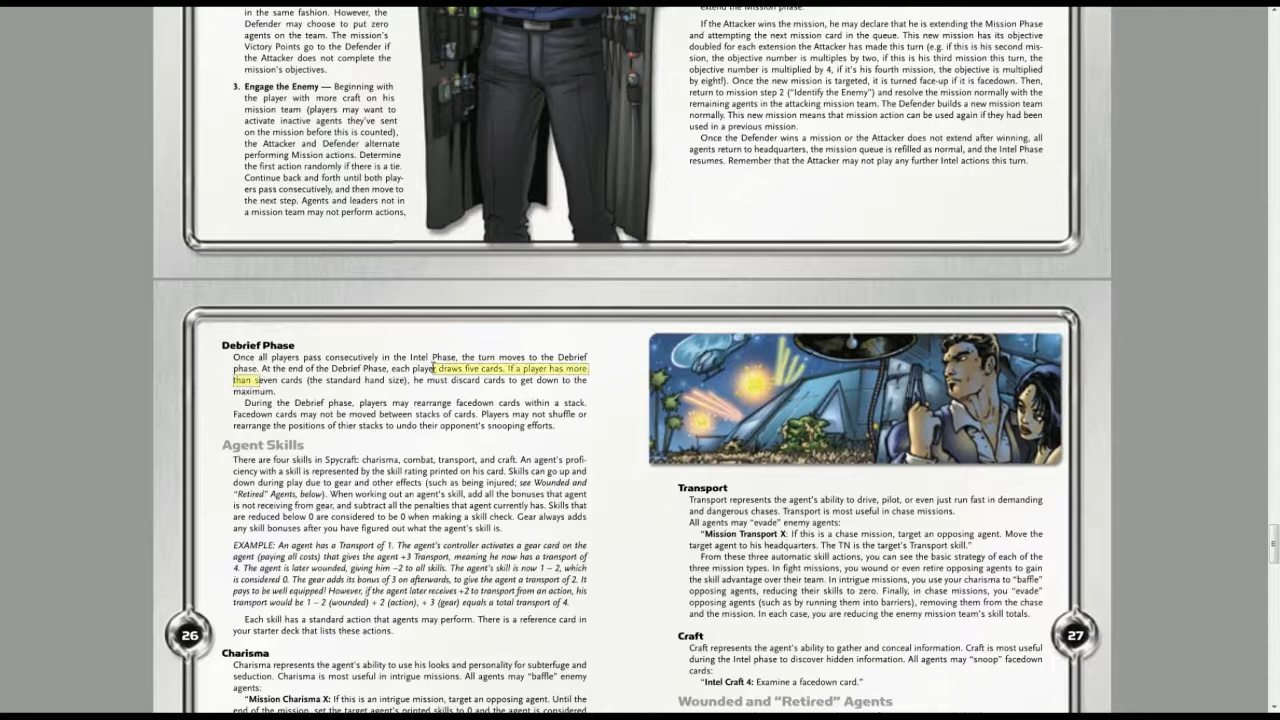 in the same fashion. However, the
Defender may choose to put zero
agents on the team. The mission's
Victory Points go to the Defender if
the Attacker does not complete the
mission's objectives.
3. Engage the Enemy — Beginning with
the player with more craft on his
mission team (players may want to
activate inactive agents they've sent
on the mission before this is counted),
the Attacker and Defender alternate
performing Mission actions. Determine
the first action randomly if there is a tie.
Continue back and forth until both play-
ers pass consecutively, and then move to
the next step. Agents and leaders not in
a mission team may not perform actions,
extend the Mission phase.
If the Attacker wins the mission, he may declare that he is extending the Mission Phase
and attempting the next mission card in the queue. This new mission has its objective
doubled for each extension the Attacker has made this turn (e.g. if this is his second mis-
sion, the objective number is multiples by two, if this is his third mission this turn, the
objective number is multiplied by 4, if it's his fourth mission, the objective is multiplied
by eight!). Once the new mission is targeted, it is turned face-up if it is facedown. Then,
return to mission step 2 ("Identify the Enemy") and resolve the mission normally with the
remaining agents in the attacking mission team. The Defender builds a new mission team
normally. This new mission means that mission action can be used again if they had been
used in a previous mission.
Once the Defender wins a mission or the Attacker does not extend after winning, all
agents return to headquarters, the mission queue is refilled as normal, and the Intel Phase
resumes. Remember that the Attacker may not play any further Intel actions this turn.
Debrief Phase
Once all players pass consecutively in the Intel Phase, the turn moves to the Debrief
phase. At the end of the Debrief Phase, each player draws five cards. If a player has more
than seven cards (the standard hand size), he must discard cards to get down to the
maximum.
During the Debrief phase, players may rearrange facedown cards within a stack.
Facedown cards may not be moved between stacks of cards. Players may not shuffle or
rearrange the positions of thier stacks to undo their opponent's snooping efforts.
Agent Skills
There are four skills in Spycraft: charisma, combat, transport, and craft. An agent's profi-
ciency with a skill is represented by the skill rating printed on his card. Skills can go up and
down during play due to gear and other effects (such as being injured; see Wounded and
"Retired" Agents, below). When working out an agent's skill, add all the bonuses that agent
is not receiving from gear, and subtract all the penalties that agent currently has. Skills that
are reduced below 0 are considered to be 0 when making a skill check. Gear always adds
any skill bonuses after you have figured out what the agent's skill is.
EXAMPLE: An agent has a Transport of 1. The agent's controller activates a gear card on the
agent (paying all costs) that gives the agent +3 Transport, meaning he now has a transport of
4. The agent is later wounded, giving him –2 to all skills. The agent's skill is now 1 – 2, which
is considered 0. The gear adds its bonus of 3 on afterwards, to give the agent a transport of 2. It
pays to be well equipped! However, if the agent later receives +2 to transport from an action, his
transport would be 1 – 2 (wounded) + 2 (action), + 3 (gear) equals a total transport of 4.
Each skill has a standard action that agents may perform. There is a reference card in
your starter deck that lists these actions.
26
Charisma
Charisma represents the agent's ability to use his looks and personality for subterfuge and
seduction. Charisma is most useful in intrigue missions. All agents may "baffle" enemy
agents:
"Mission Charisma X: If this is an intrigue mission, target an opposing agent. Until the
end of the mission, set the target agent's printed skills to 0 and the agent is considered
Transport
Transport represents the agent's ability to drive, pilot, or even just run fast in demanding
and dangerous chases. Transport is most useful in chase missions.
All agents may "evade" enemy agents:
"Mission Transport X: If this is a chase mission, target an opposing agent. Move the
target agent to his headquarters. The TN is the target's Transport skill."
From these three automatic skill actions, you can see the basic strategy of each of the
three mission types. In fight missions, you wound or even retire opposing agents to gain
the skill advantage over their team. In intrigue missions, you use your charisma to "baffle"
opposing agents, reducing their skills to zero. Finally, in chase missions, you "evade"
opposing agents (such as by running them into barriers), removing them from the chase
and the mission. In each case, you are reducing the enemy mission team's skill totals.
27
Craft
Craft represents the agent's ability to gather and conceal information. Craft is most useful
during the Intel phase to discover hidden information. All agents may "snoop" facedown
cards:
"Intel Craft 4: Examine a facedown card."
Wounded and "Retired" Agents